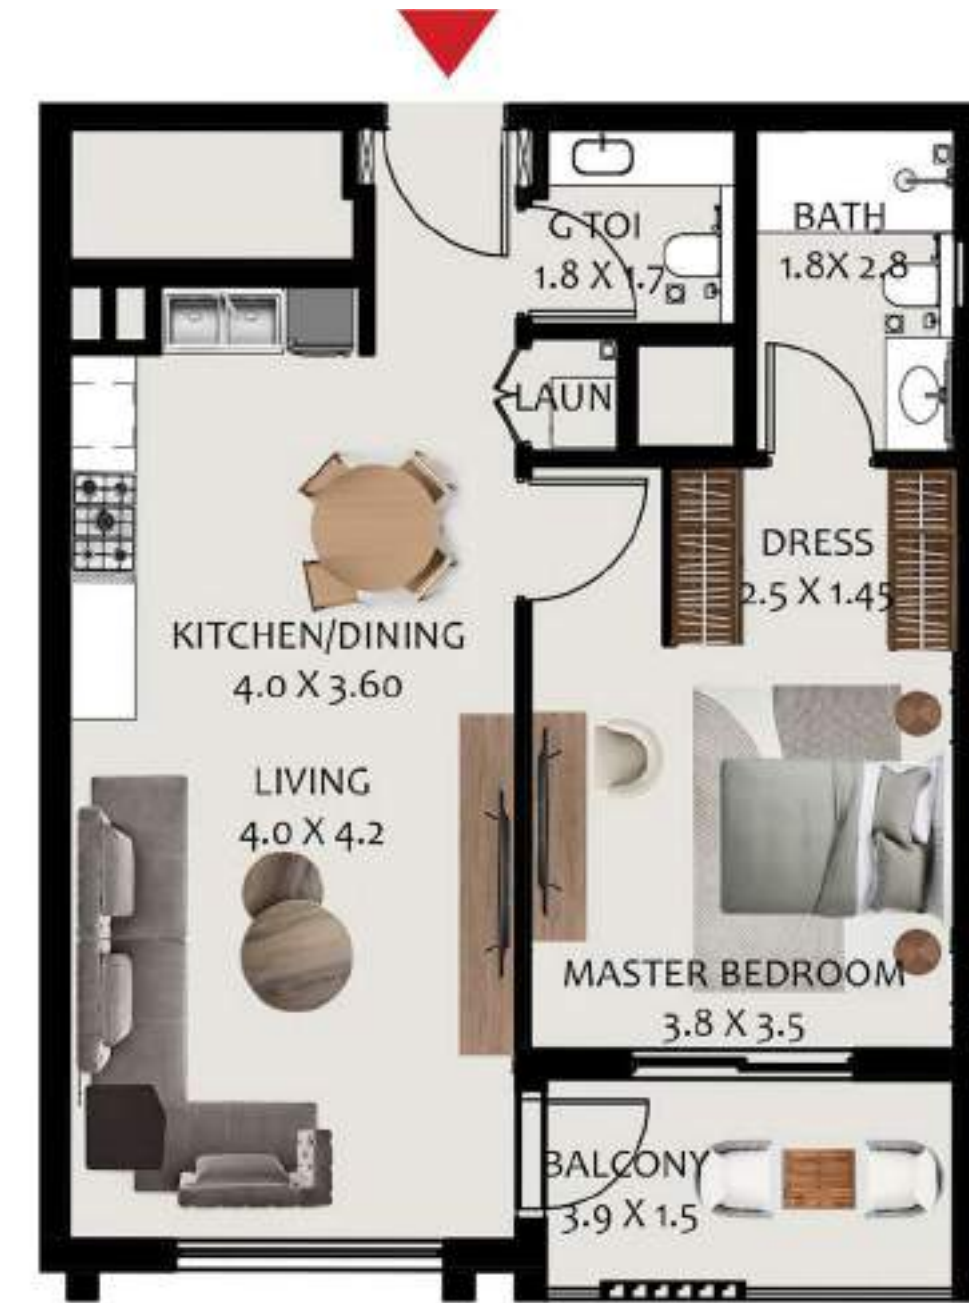 G TOI
1.8 X 1.7
BATH
1.8X 2.8
LAUN
DRESS
2.5 X 1.45
KITCHEN/DINING
4.0 X 3.60
LIVING
4.0 X 4.2
MASTER BEDROOM
3.8 X 3.5
BALCONY
3.9 X 1.5